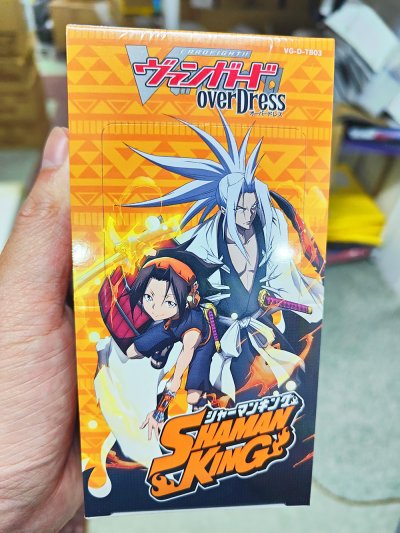 CARDFIGHT!!
VG-D-TB03
ヴァンガード
overDress
オーバードレス
シャーマンキング
SHAMAN
KING